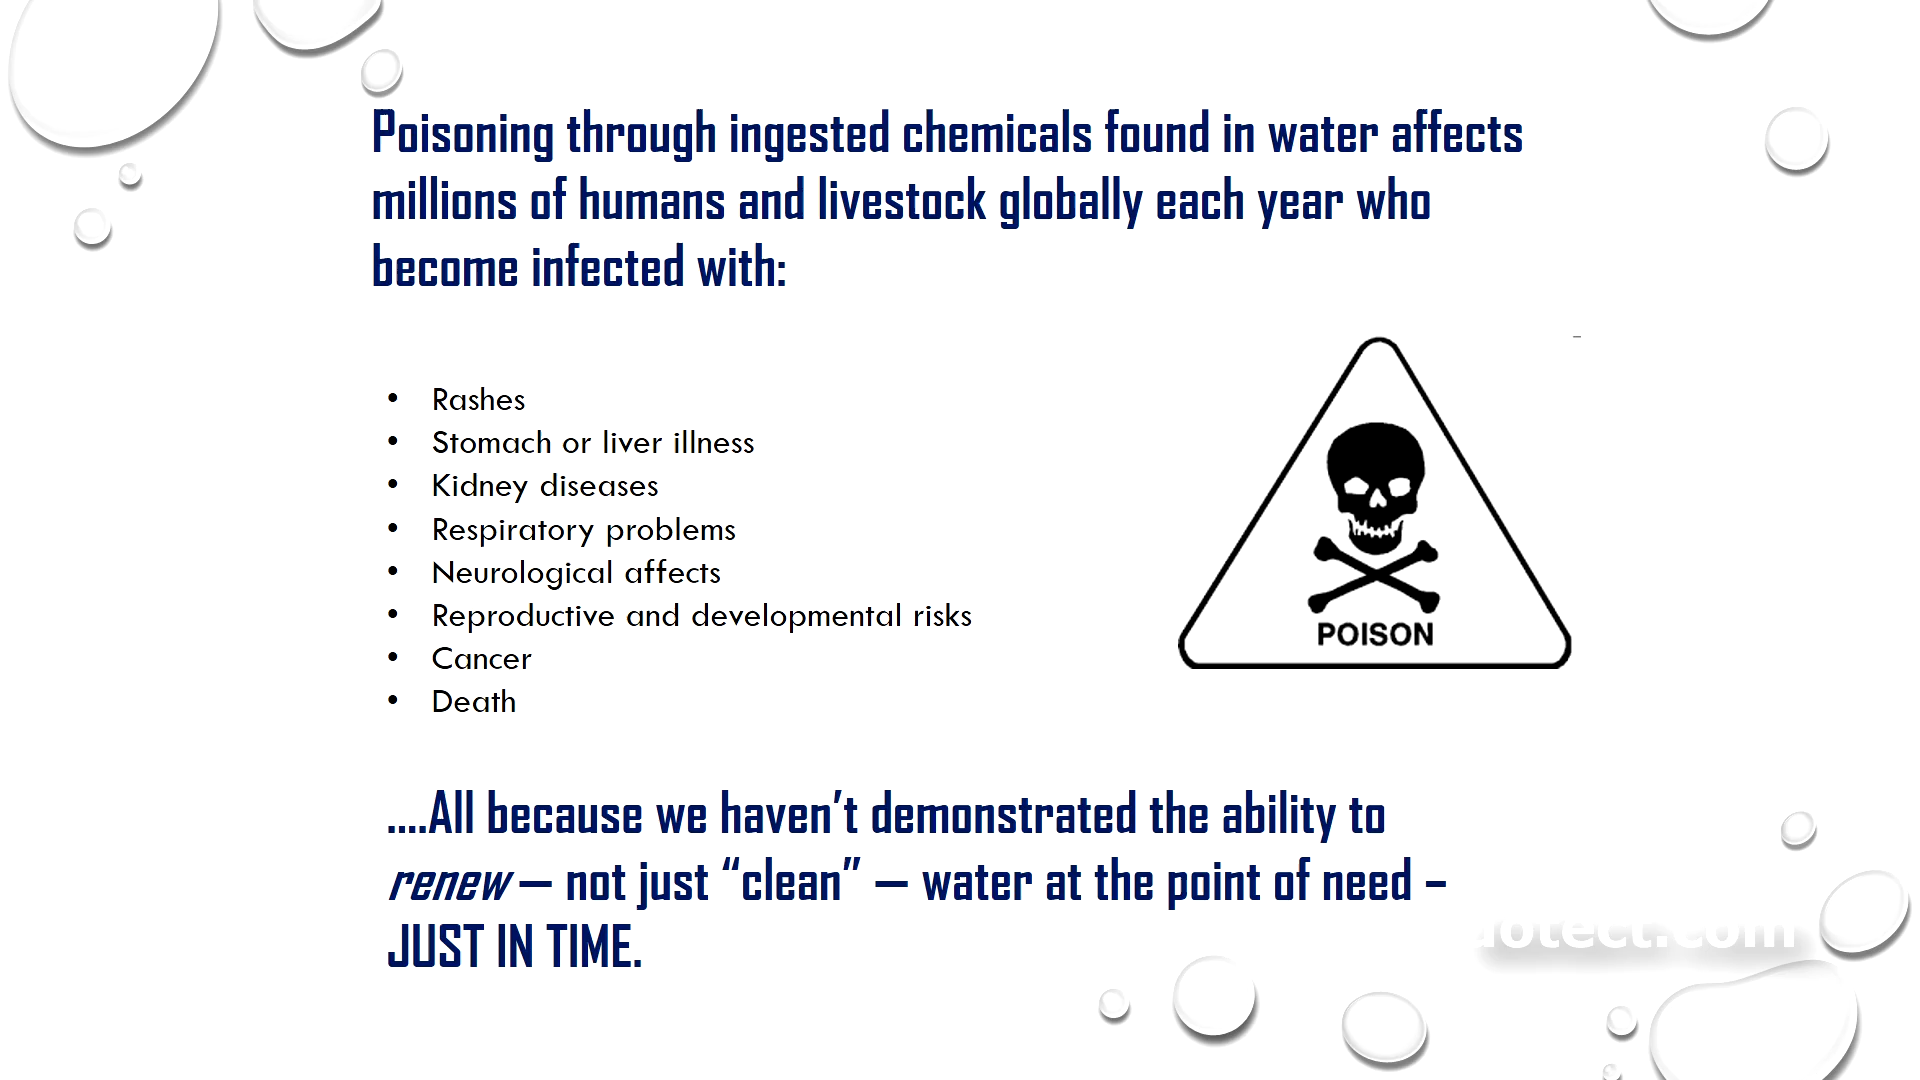 Poisoning through ingested chemicals found in water affects
millions of humans and livestock globally each year who
become infected with:
• Rashes
• Stomach or liver illness
• Kidney diseases
• Respiratory problems
• Neurological affects
• Reproductive and developmental risks
• Cancer
• Death
POISON
....All because we haven’t demonstrated the ability to
renew — not just “clean” — water at the point of need –
JUST IN TIME.